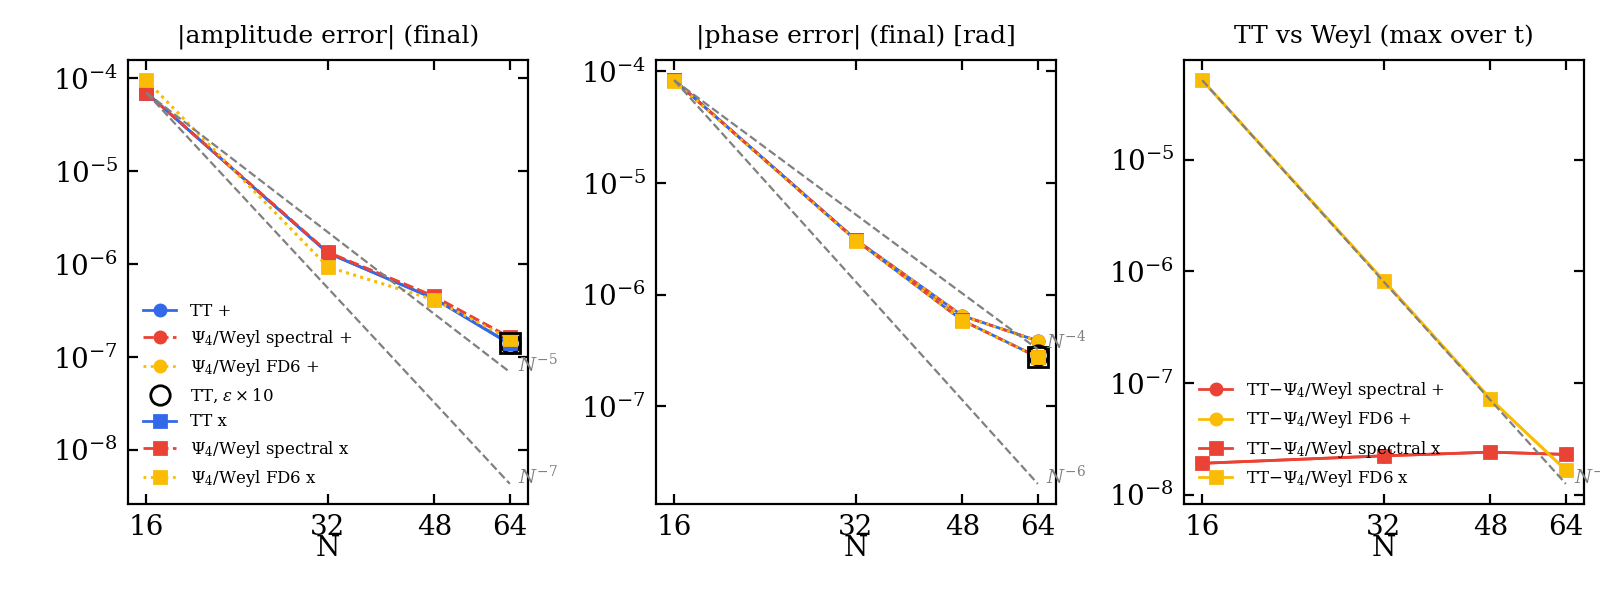 |amplitude error| (final)
10⁻⁴
10⁻⁵
10⁻⁶
10⁻⁷
10⁻⁸
TT +
Ψ₄/Weyl spectral +
Ψ₄/Weyl FD6 +
TT, ε × 10
TT x
Ψ₄/Weyl spectral x
Ψ₄/Weyl FD6 x
N⁻⁵
N⁻⁷
16 32 48 64
N
|phase error| (final) [rad]
10⁻⁴
10⁻⁵
10⁻⁶
10⁻⁷
N⁻⁴
N⁻⁶
16 32 48 64
N
TT vs Weyl (max over t)
10⁻⁵
10⁻⁶
10⁻⁷
10⁻⁸
TT−Ψ₄/Weyl spectral +
TT−Ψ₄/Weyl FD6 +
TT−Ψ₄/Weyl spectral x
TT−Ψ₄/Weyl FD6 x
16 32 48 64
N